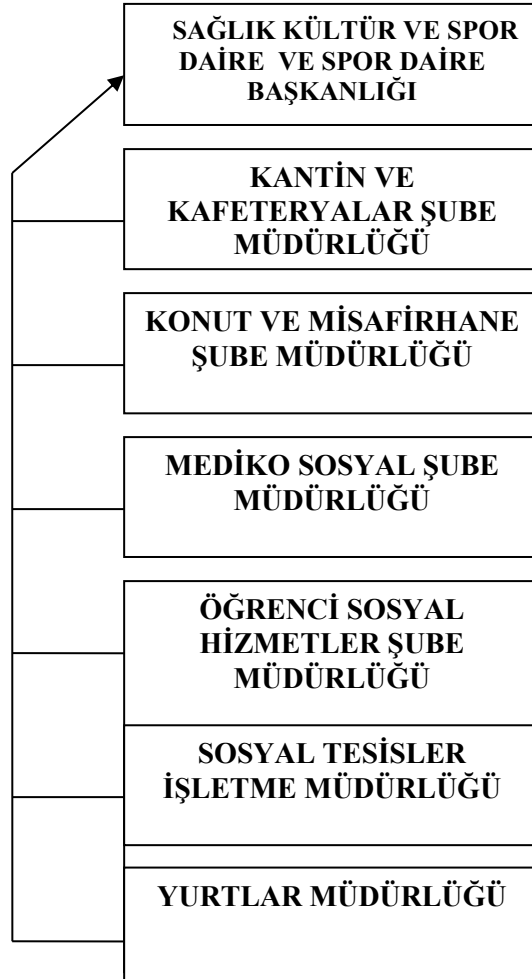 SAĞLIK KÜLTÜR VE SPOR
DAİRE VE SPOR DAİRE
BAŞKANLIĞI
KANTİN VE
KAFETERYALAR ŞUBE
MÜDÜRLÜĞÜ
KONUT VE MİSAFİRHANE
ŞUBE MÜDÜRLÜĞÜ
MEDİKO SOSYAL ŞUBE
MÜDÜRLÜĞÜ
ÖĞRENCİ SOSYAL
HİZMETLER ŞUBE
MÜDÜRLÜĞÜ
SOSYAL TESİSLER
İŞLETME MÜDÜRLÜĞÜ
YURTLAR MÜDÜRLÜĞÜ